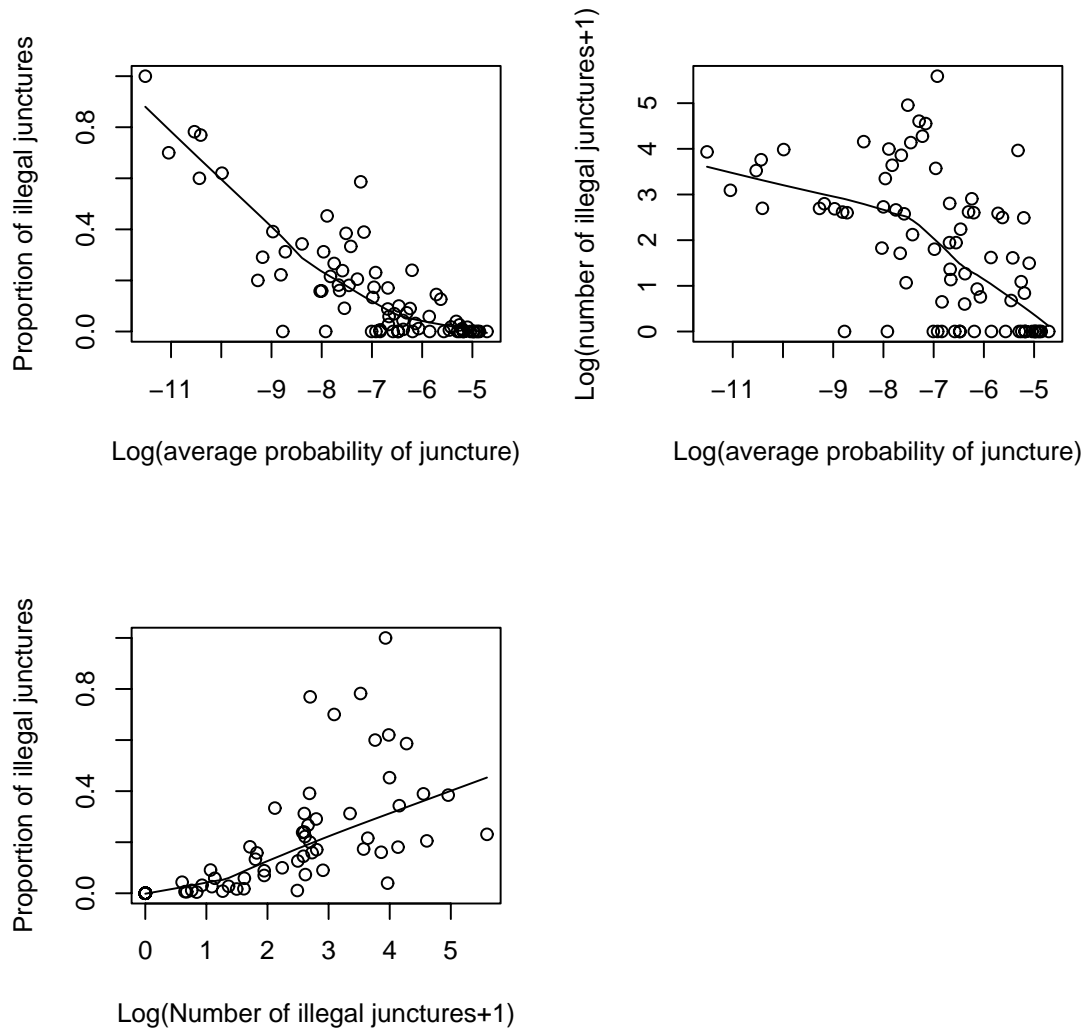 Proportion of illegal junctures
0.0 0.4 0.8
−11 −9 −8 −7 −6 −5
Log(average probability of juncture)
Log(number of illegal junctures+1)
0 1 2 3 4 5
−11 −9 −8 −7 −6 −5
Log(average probability of juncture)
Proportion of illegal junctures
0.0 0.4 0.8
0 1 2 3 4 5
Log(Number of illegal junctures+1)